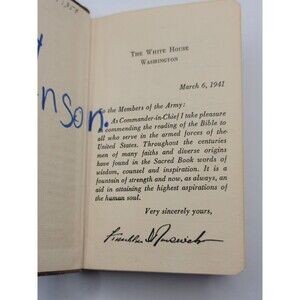 THE WHITE HOUSE
WASHINGTON
March 6, 1941
To the Members of the Army:
As Commander-in-Chief I take pleasure
in commending the reading of the Bible to
all who serve in the armed forces of the
United States. Throughout the centuries
men of many faiths and diverse origins
have found in the Sacred Book words of
wisdom, counsel and inspiration. It is a
fountain of strength and now, as always, an
aid in attaining the highest aspirations of
the human soul.
Very sincerely yours,
Franklin D Roosevelt
nson.